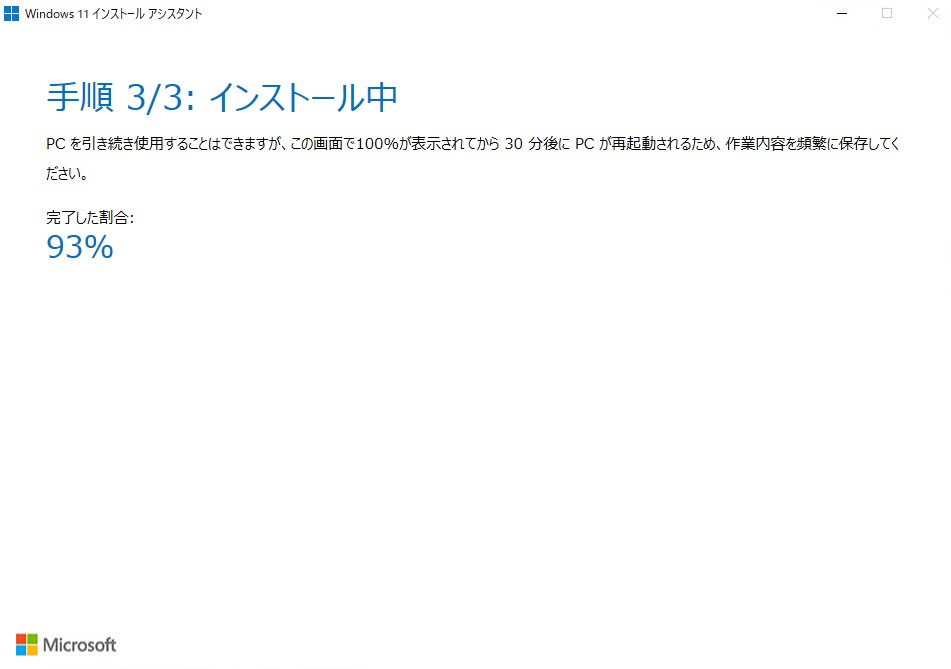 Windows 11 インストール アシスタント
手順 3/3: インストール中
PC を引き続き使用することはできますが、この画面で100%が表示されてから 30 分後に PC が再起動されるため、作業内容を頻繁に保存してく
ださい。
完了した割合:
93%
Microsoft